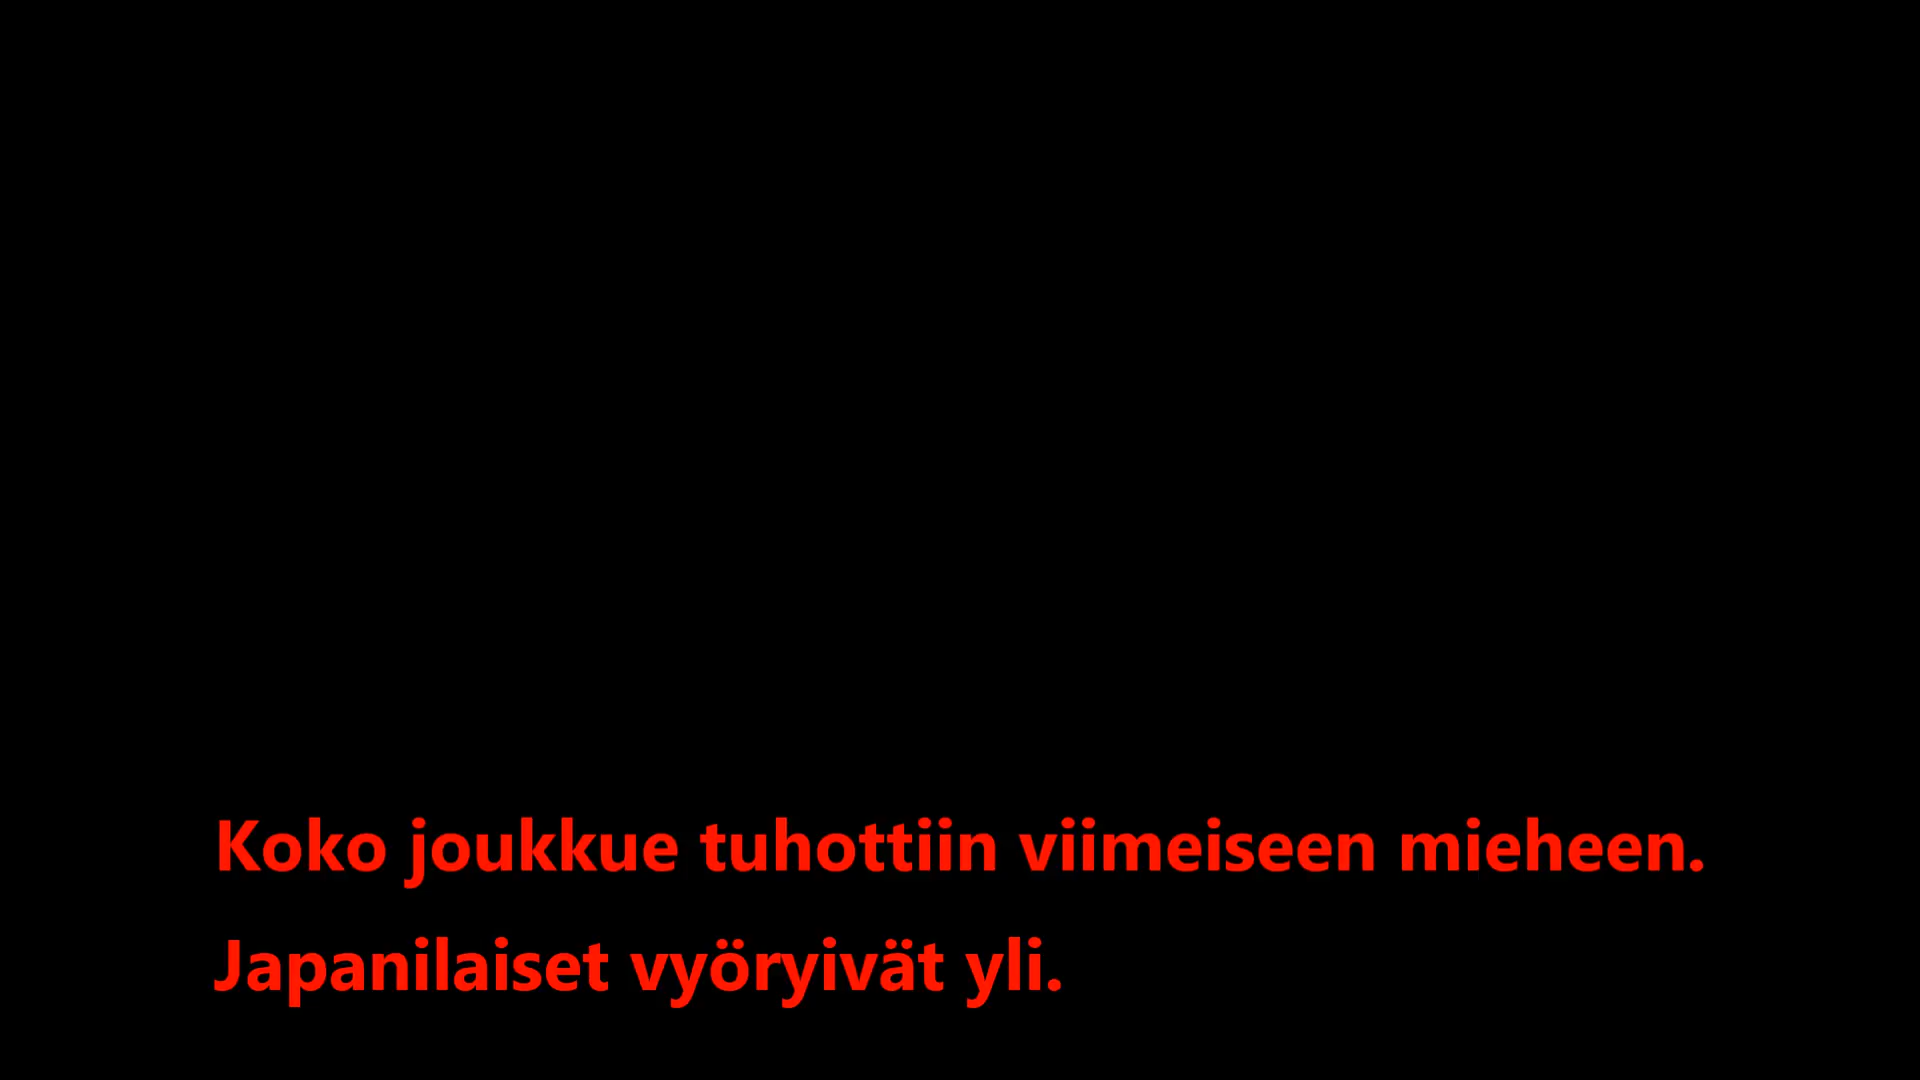 Koko joukkue tuhottiin viimeiseen mieheen.
Japanilaiset vyöryivät yli.